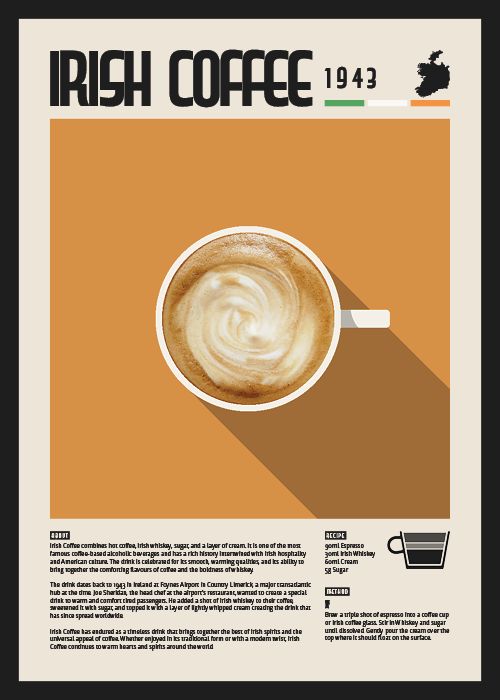 IRISH COFFEE
1943
ABOUT
Irish Coffee combines hot coffee, Irish whiskey, sugar, and a layer of cream. It is one of the most
famous coffee-based alcoholic beverages and has a rich history intertwined with Irish hospitality
and American culture. The drink is celebrated for its smooth, warming qualities, and its ability to
bring together the comforting flavours of coffee and the boldness of whiskey.
The drink dates back to 1943 in Ireland at Foynes Airport in Country Limerick, a major transatlantic
hub at the time. Joe Sheridan, the head chef at the airport's restaurant, wanted to create a special
drink to warm and comfort tired passengers. He added a shot of Irish whiskey to their coffee,
sweetened it with sugar, and topped it with a layer of lightly whipped cream creating the drink that
has since spread worldwide.
Irish Coffee has endured as a timeless drink that brings together the best of Irish spirits and the
universal appeal of coffee. Whether enjoyed in its traditional form or with a modern twist, Irish
Coffee continues to warm hearts and spirits around the world
RECIPE
90ml Espresso
30ml Irish Whiskey
60ml Cream
5g Sugar
METHOD
Brew a triple shot of espresso into a coffee cup
or Irish coffee glass. Stir in Whiskey and sugar
until dissolved. Gently pour the cream over the
top where it should float on the surface.